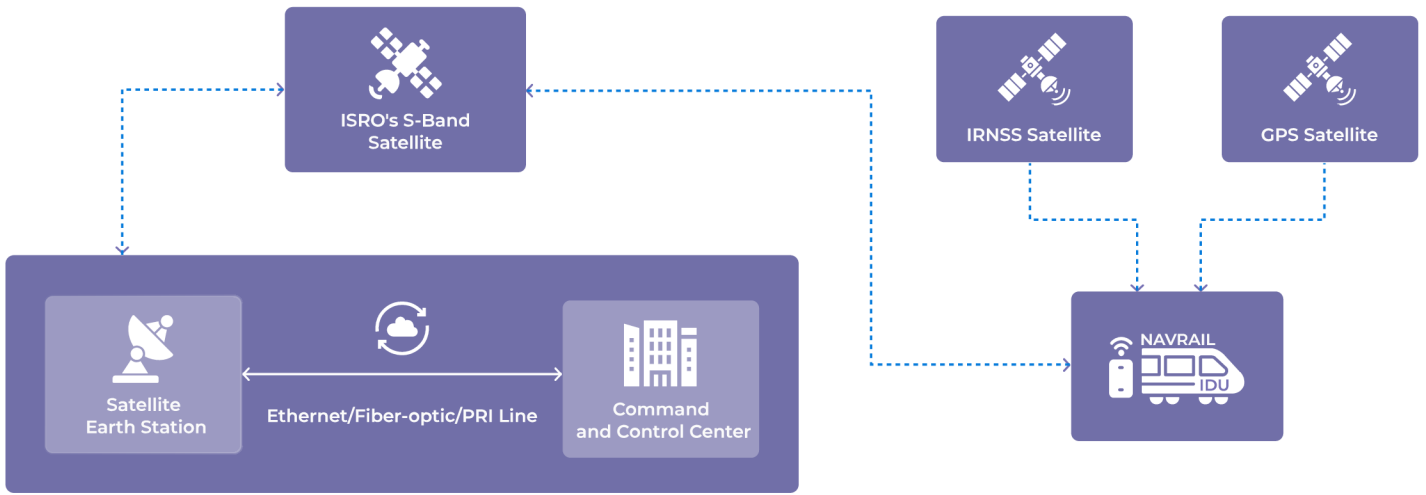 ISRO's S-Band
Satellite
IRNSS Satellite
GPS Satellite
Satellite
Earth Station
Ethernet/Fiber-optic/PRI Line
Command
and Control Center
NAVRAIL
IDU